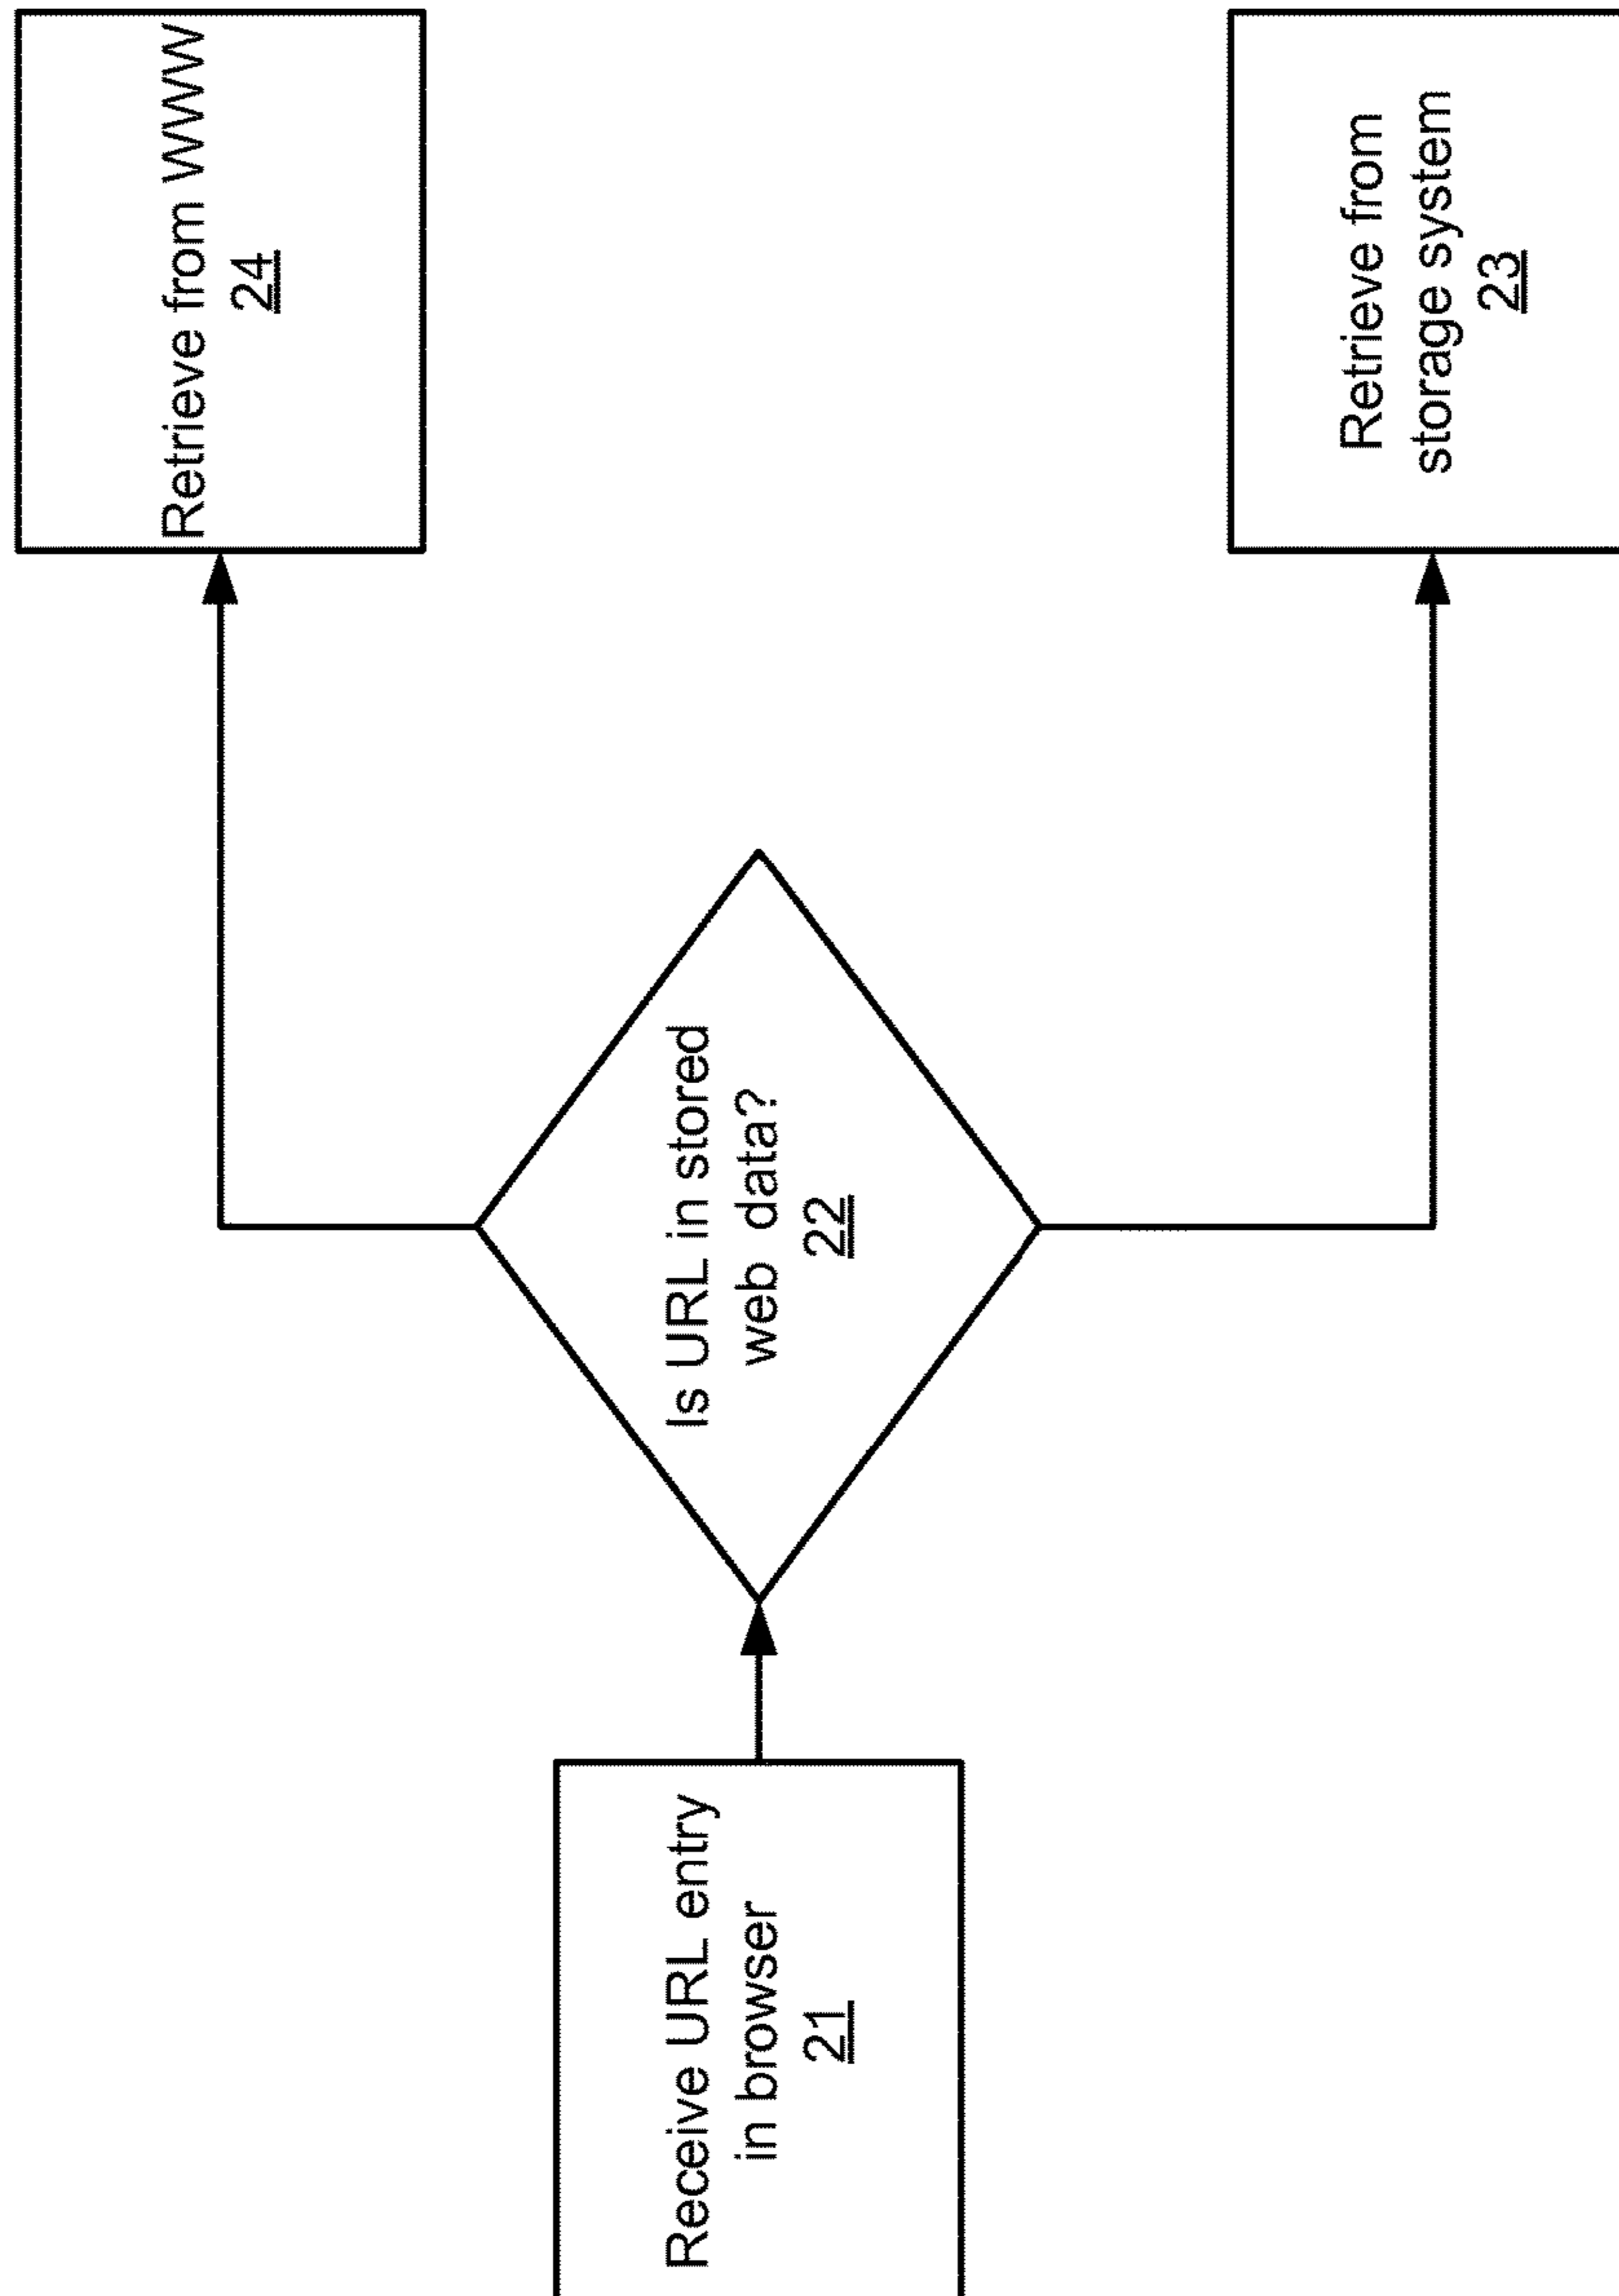 Receive URL entry
in browser
21
Is URL in stored
web data?
22
Retrieve from WWW
24
Retrieve from
storage system
23